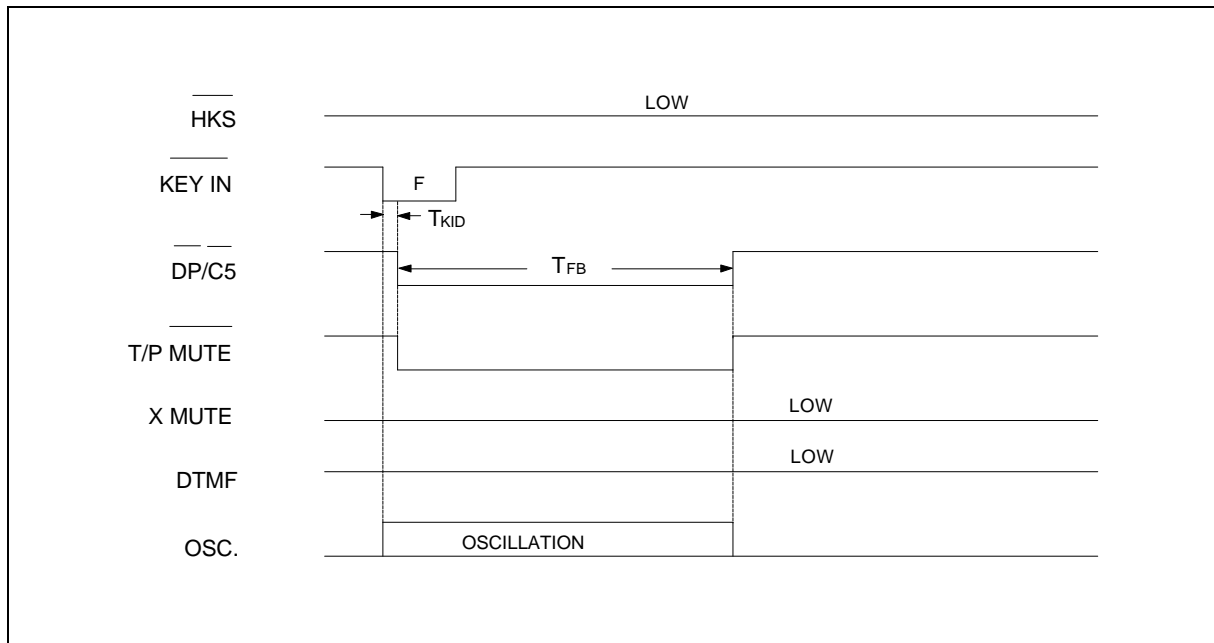 HKS
LOW
KEY IN
F
TKID
DP/C5
TFB
T/P MUTE
X MUTE
LOW
DTMF
LOW
OSC.
OSCILLATION